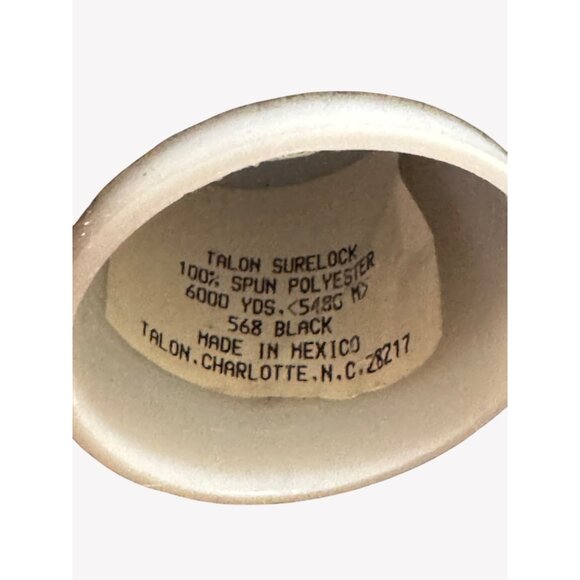 TALON SURELOCK
100% SPUN POLYESTER
6000 YDS.<5486 M>
568 BLACK
MADE IN MEXICO
TALON.CHARLOTTE.N.C.28217